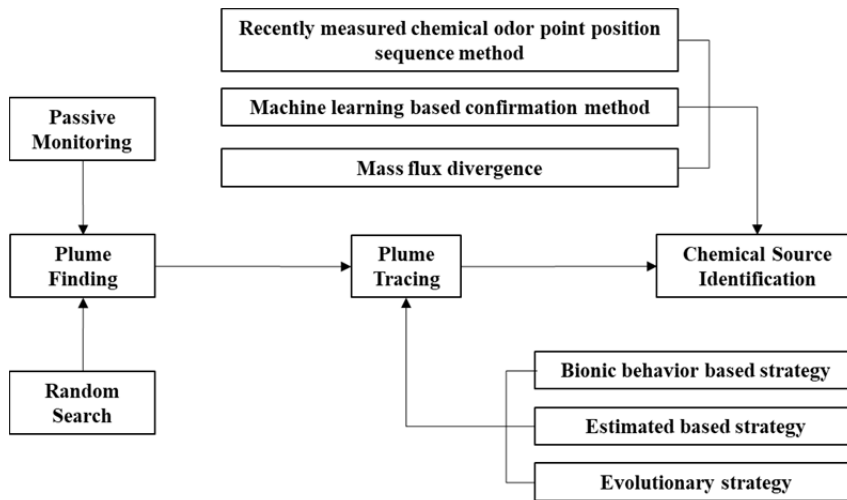 Recently measured chemical odor point position
sequence method
Passive
Monitoring
Machine learning based confirmation method
Mass flux divergence
Plume
Finding
Plume
Tracing
Chemical Source
Identification
Random
Search
Bionic behavior based strategy
Estimated based strategy
Evolutionary strategy